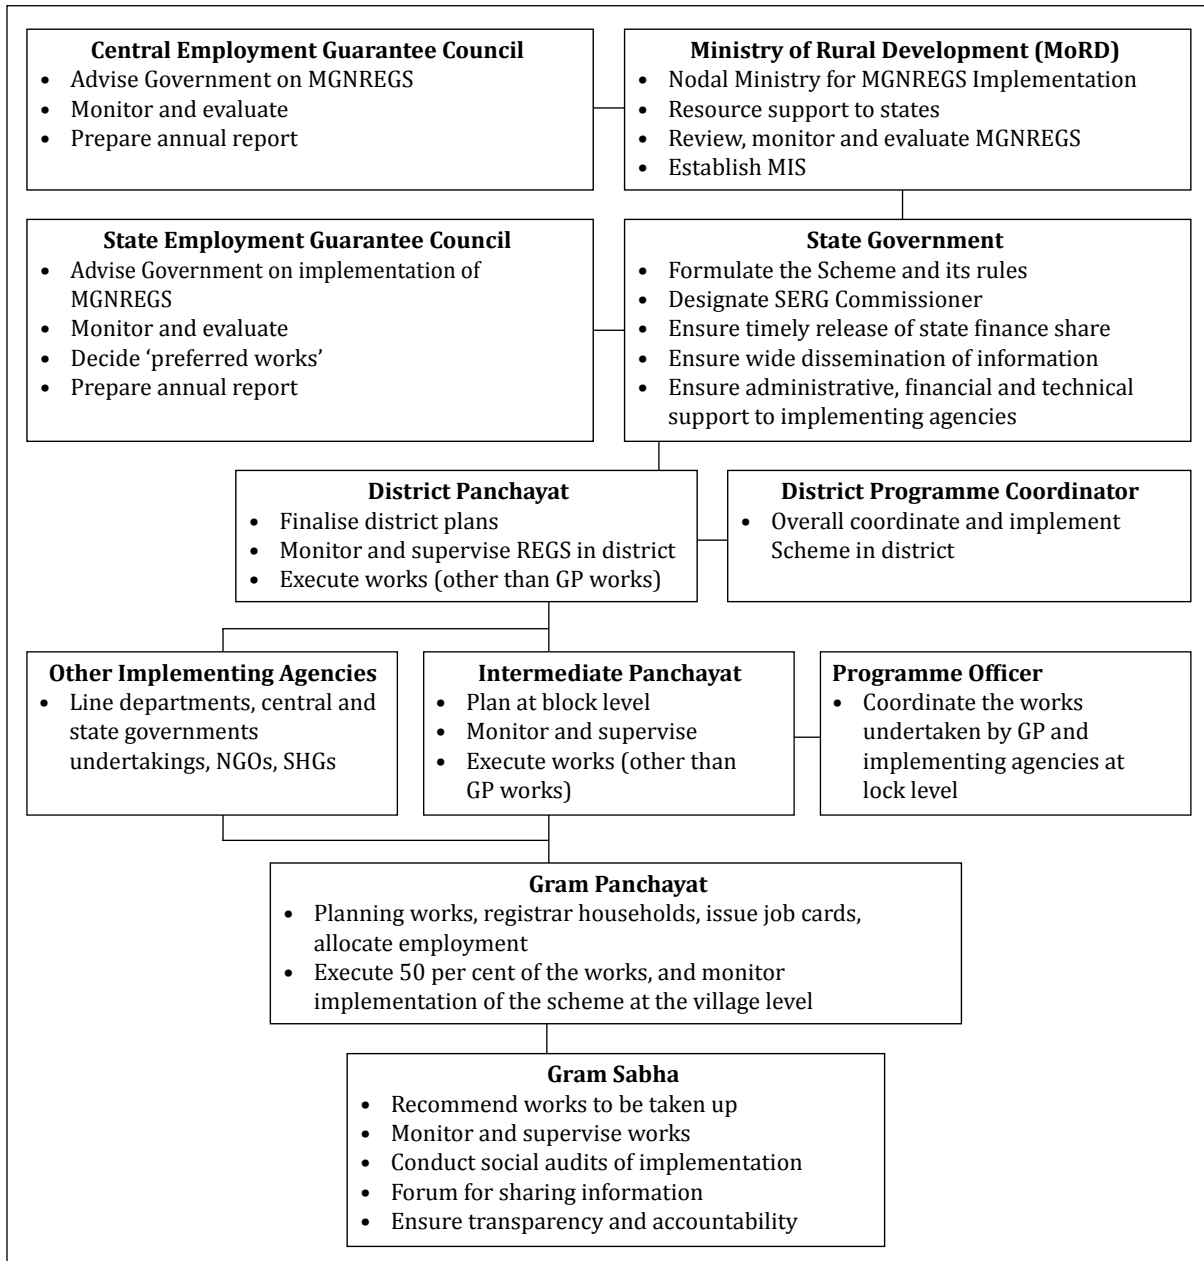 Central Employment Guarantee Council
• Advise Government on MGNREGS
• Monitor and evaluate
• Prepare annual report
Ministry of Rural Development (MoRD)
• Nodal Ministry for MGNREGS Implementation
• Resource support to states
• Review, monitor and evaluate MGNREGS
• Establish MIS
State Employment Guarantee Council
• Advise Government on implementation of
MGNREGS
• Monitor and evaluate
• Decide ‘preferred works’
• Prepare annual report
State Government
• Formulate the Scheme and its rules
• Designate SERG Commissioner
• Ensure timely release of state finance share
• Ensure wide dissemination of information
• Ensure administrative, financial and technical
support to implementing agencies
District Panchayat
• Finalise district plans
• Monitor and supervise REGS in district
• Execute works (other than GP works)
District Programme Coordinator
• Overall coordinate and implement
Scheme in district
Other Implementing Agencies
• Line departments, central and
state governments
undertakings, NGOs, SHGs
Intermediate Panchayat
• Plan at block level
• Monitor and supervise
• Execute works (other than
GP works)
Programme Officer
• Coordinate the works
undertaken by GP and
implementing agencies at
lock level
Gram Panchayat
• Planning works, registrar households, issue job cards,
allocate employment
• Execute 50 per cent of the works, and monitor
implementation of the scheme at the village level
Gram Sabha
• Recommend works to be taken up
• Monitor and supervise works
• Conduct social audits of implementation
• Forum for sharing information
• Ensure transparency and accountability